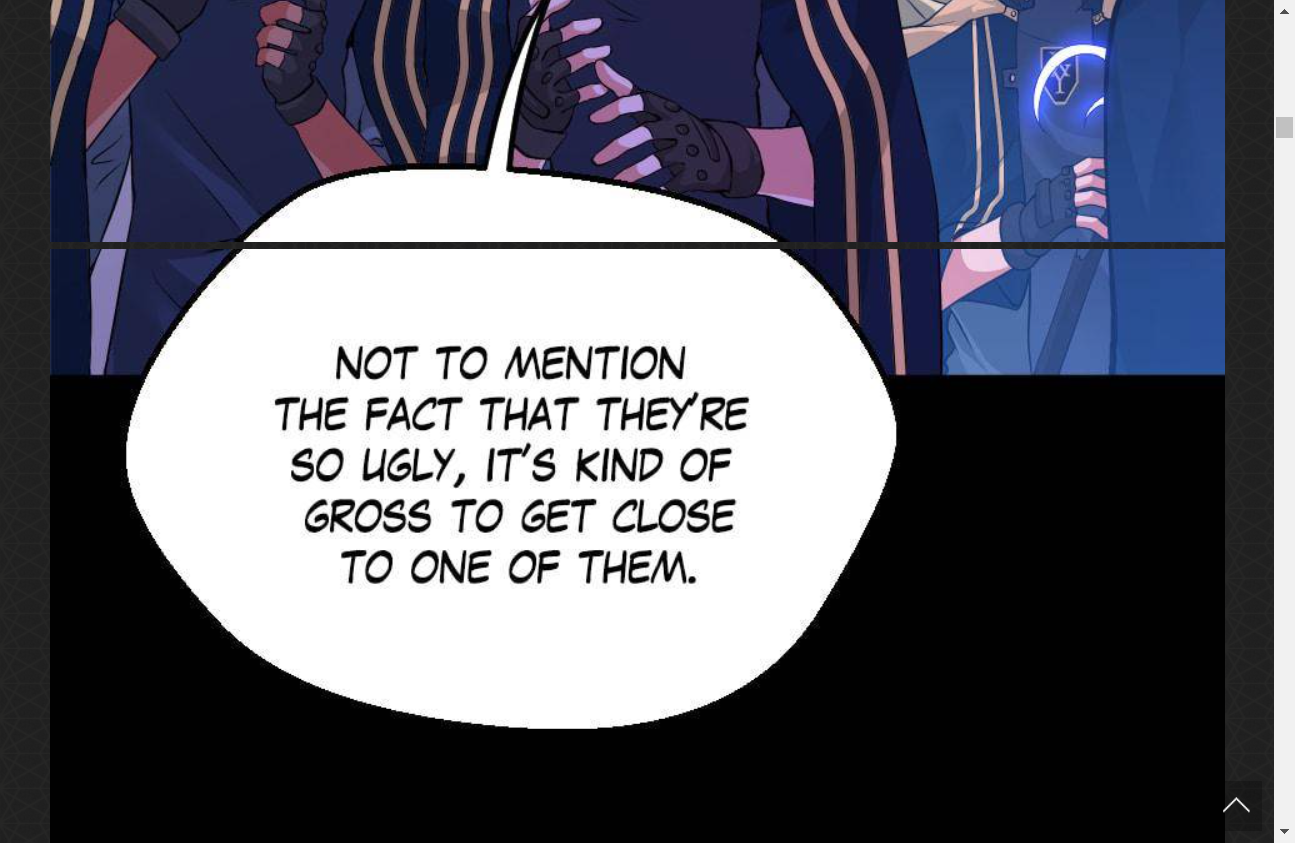 NOT TO MENTION
THE FACT THAT THEY'RE
SO UGLY, IT'S KIND OF
GROSS TO GET CLOSE
TO ONE OF THEM.